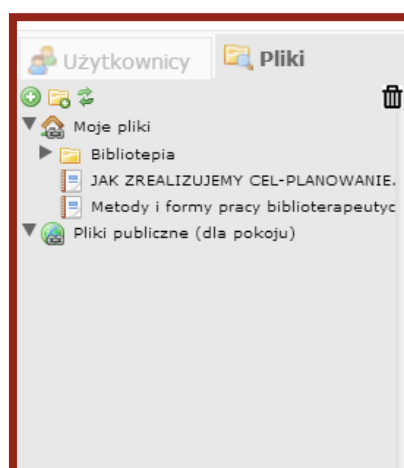 Użytkownicy
Pliki
Moje pliki
Bibliotepia
JAK ZREALIZUJEMY CEL-PLANOWANIE.
Metody i formy pracy biblioterapeutyc
Pliki publiczne (dla pokoju)